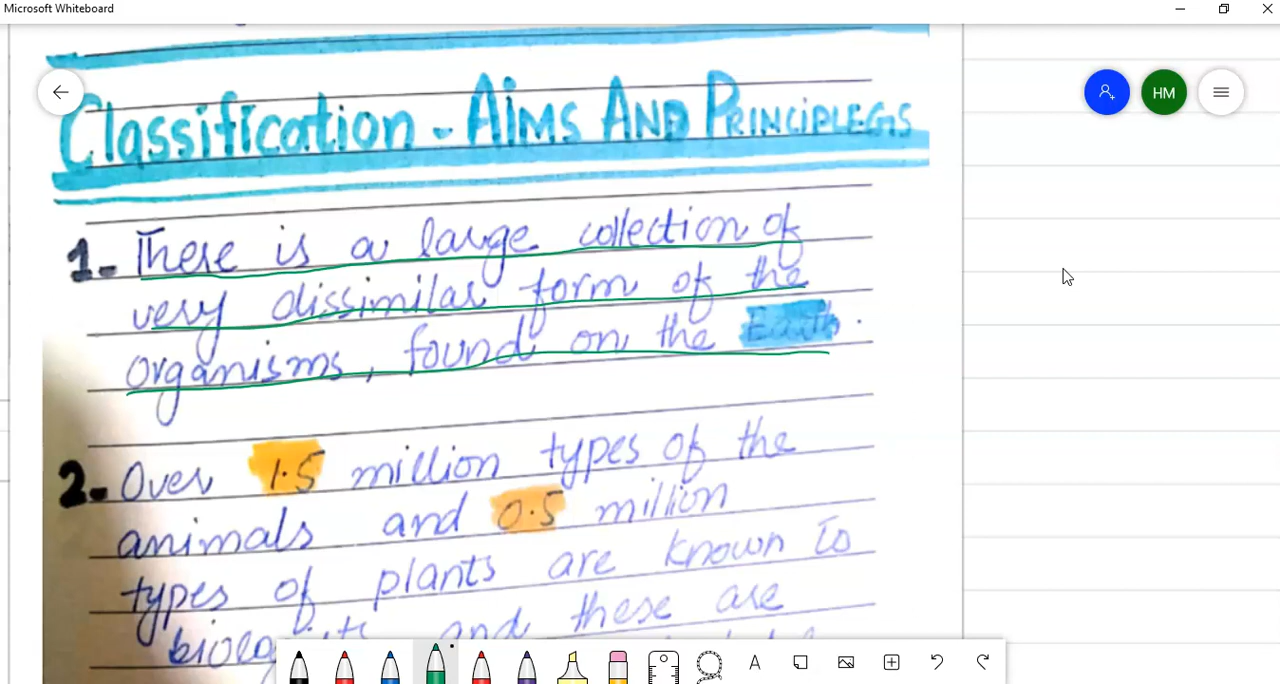 Microsoft Whiteboard
Classification - AIMS AND PRINCIPLEGS
HM
1- There is a large collection of
very dissimilar form of the
organisms, found on the Earth.
2- Over 1.5 million types of the
animals and 0.5 million
types of plants are known to
and these are
A